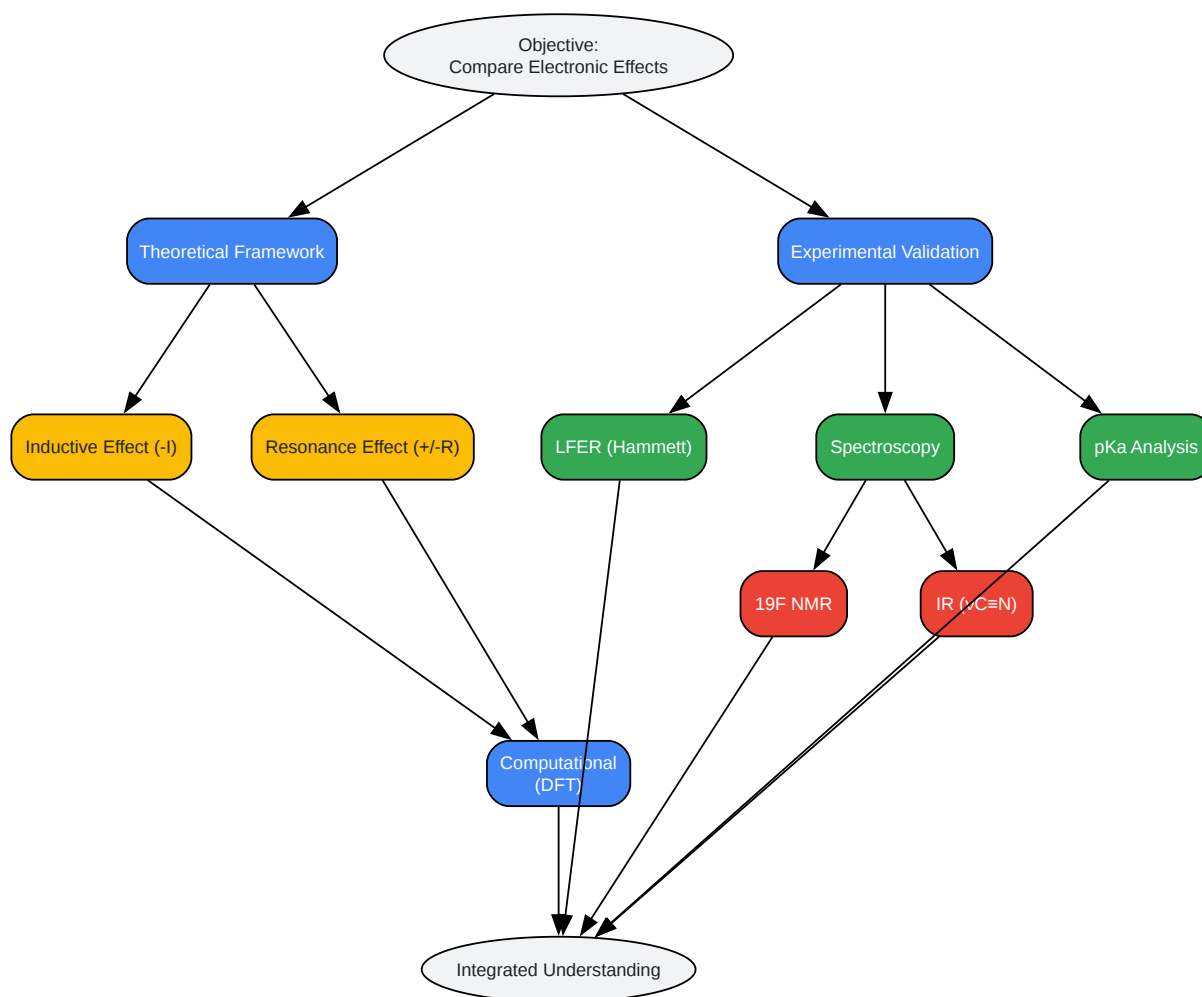 Objective:
Compare Electronic Effects
Theoretical Framework
Experimental Validation
Inductive Effect (-I)
Resonance Effect (+/-R)
LFER (Hammett)
Spectroscopy
pKa Analysis
19F NMR
IR (νC≡N)
Computational
(DFT)
Integrated Understanding